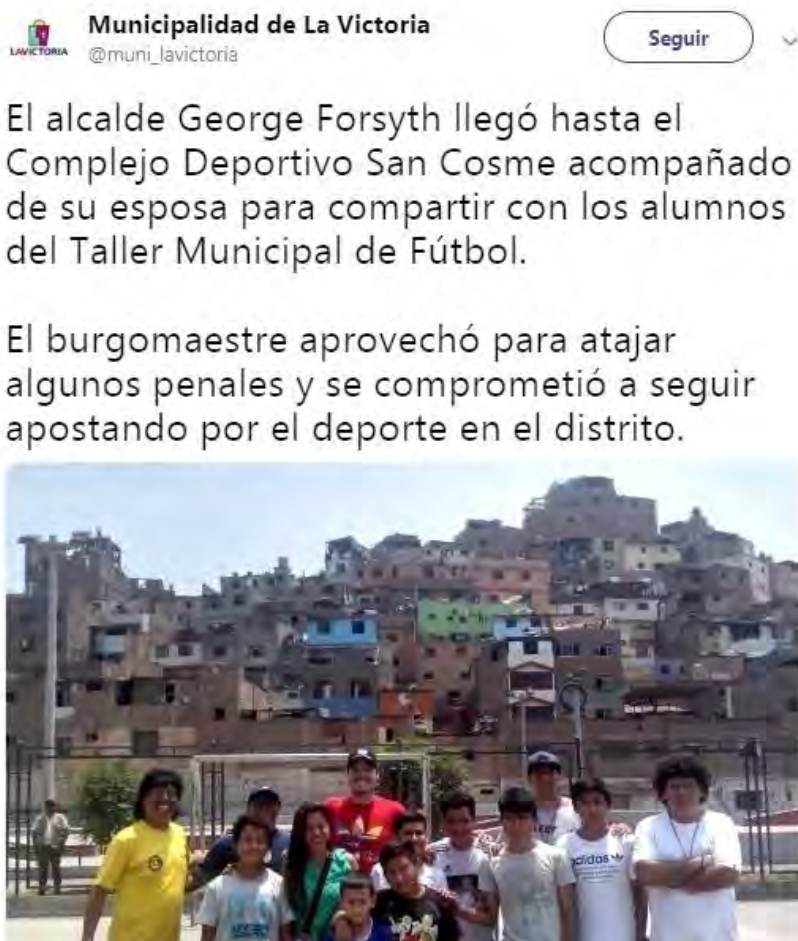 Municipalidad de La Victoria
LAVICTORIA
@muni_lavictoria
Seguir
El alcalde George Forsyth llegó hasta el
Complejo Deportivo San Cosme acompañado
de su esposa para compartir con los alumnos
del Taller Municipal de Fútbol.
El burgomaestre aprovechó para atajar
algunos penales y se comprometió a seguir
apostando por el deporte en el distrito.
adidas